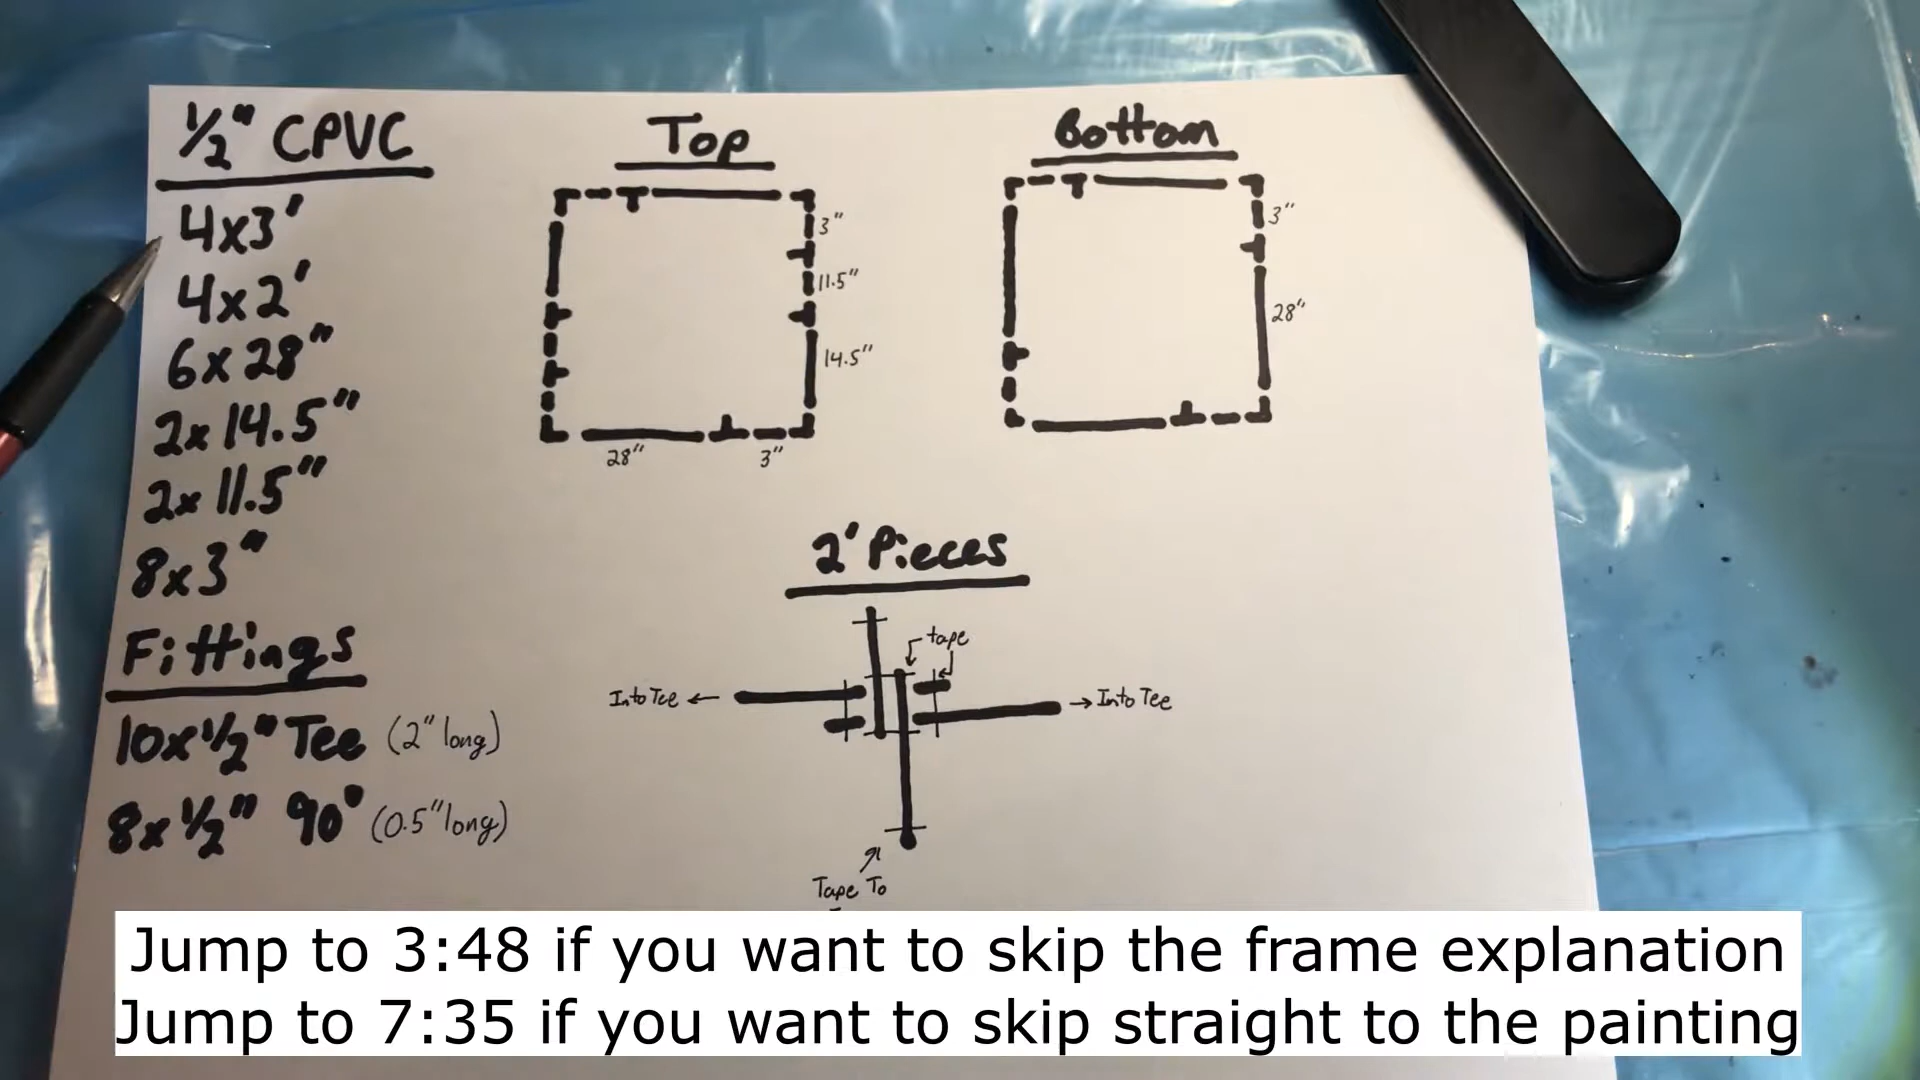 ½" CPVC
4x3'
4x2'
6x28"
2x14.5"
2x11.5"
8x3"
Fittings
10x½" Tee (2" long)
8x½" 90° (0.5" long)
Top
3"
11.5"
14.5"
28"
3"
Bottom
3"
28"
2' Pieces
tape
Into Tee
Into Tee
Tape To
Jump to 3:48 if you want to skip the frame explanation
Jump to 7:35 if you want to skip straight to the painting